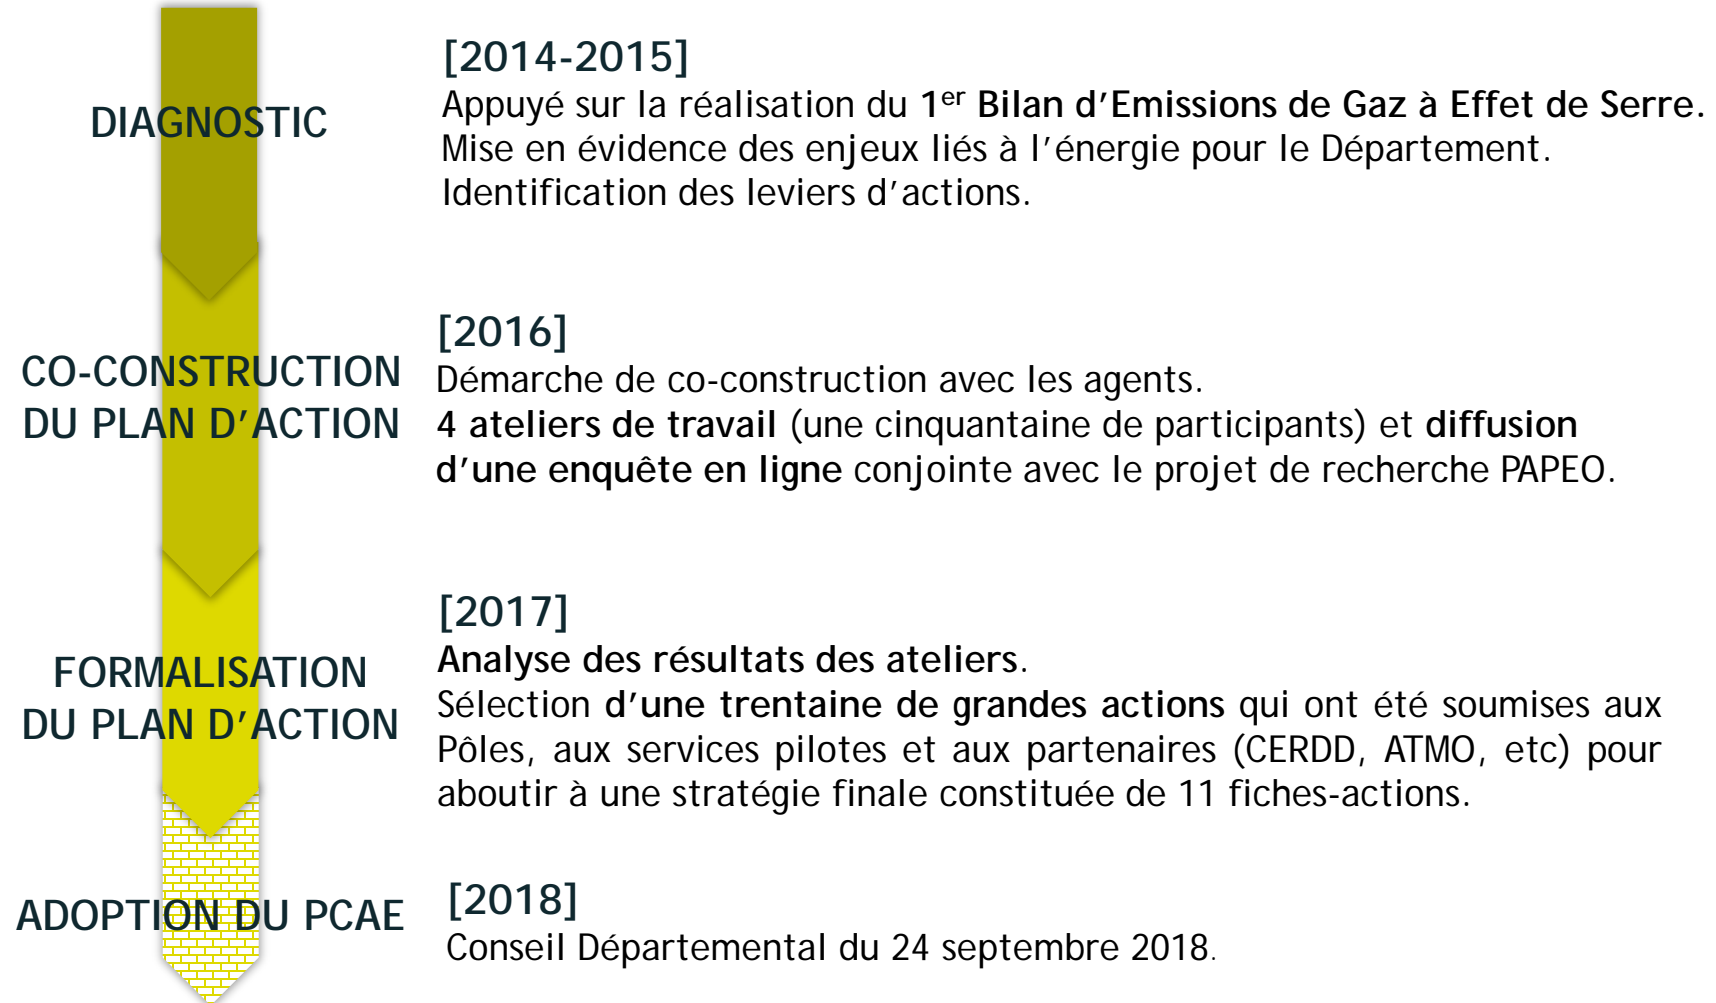 DIAGNOSTIC
[2014-2015]
Appuyé sur la réalisation du 1er Bilan d’Emissions de Gaz à Effet de Serre.
Mise en évidence des enjeux liés à l’énergie pour le Département.
Identification des leviers d’actions.
CO-CONSTRUCTION
DU PLAN D’ACTION
[2016]
Démarche de co-construction avec les agents.
4 ateliers de travail (une cinquantaine de participants) et diffusion
d’une enquête en ligne conjointe avec le projet de recherche PAPEO.
FORMALISATION
DU PLAN D’ACTION
[2017]
Analyse des résultats des ateliers.
Sélection d’une trentaine de grandes actions qui ont été soumises aux
Pôles, aux services pilotes et aux partenaires (CERDD, ATMO, etc) pour
aboutir à une stratégie finale constituée de 11 fiches-actions.
ADOPTION DU PCAE
[2018]
Conseil Départemental du 24 septembre 2018.